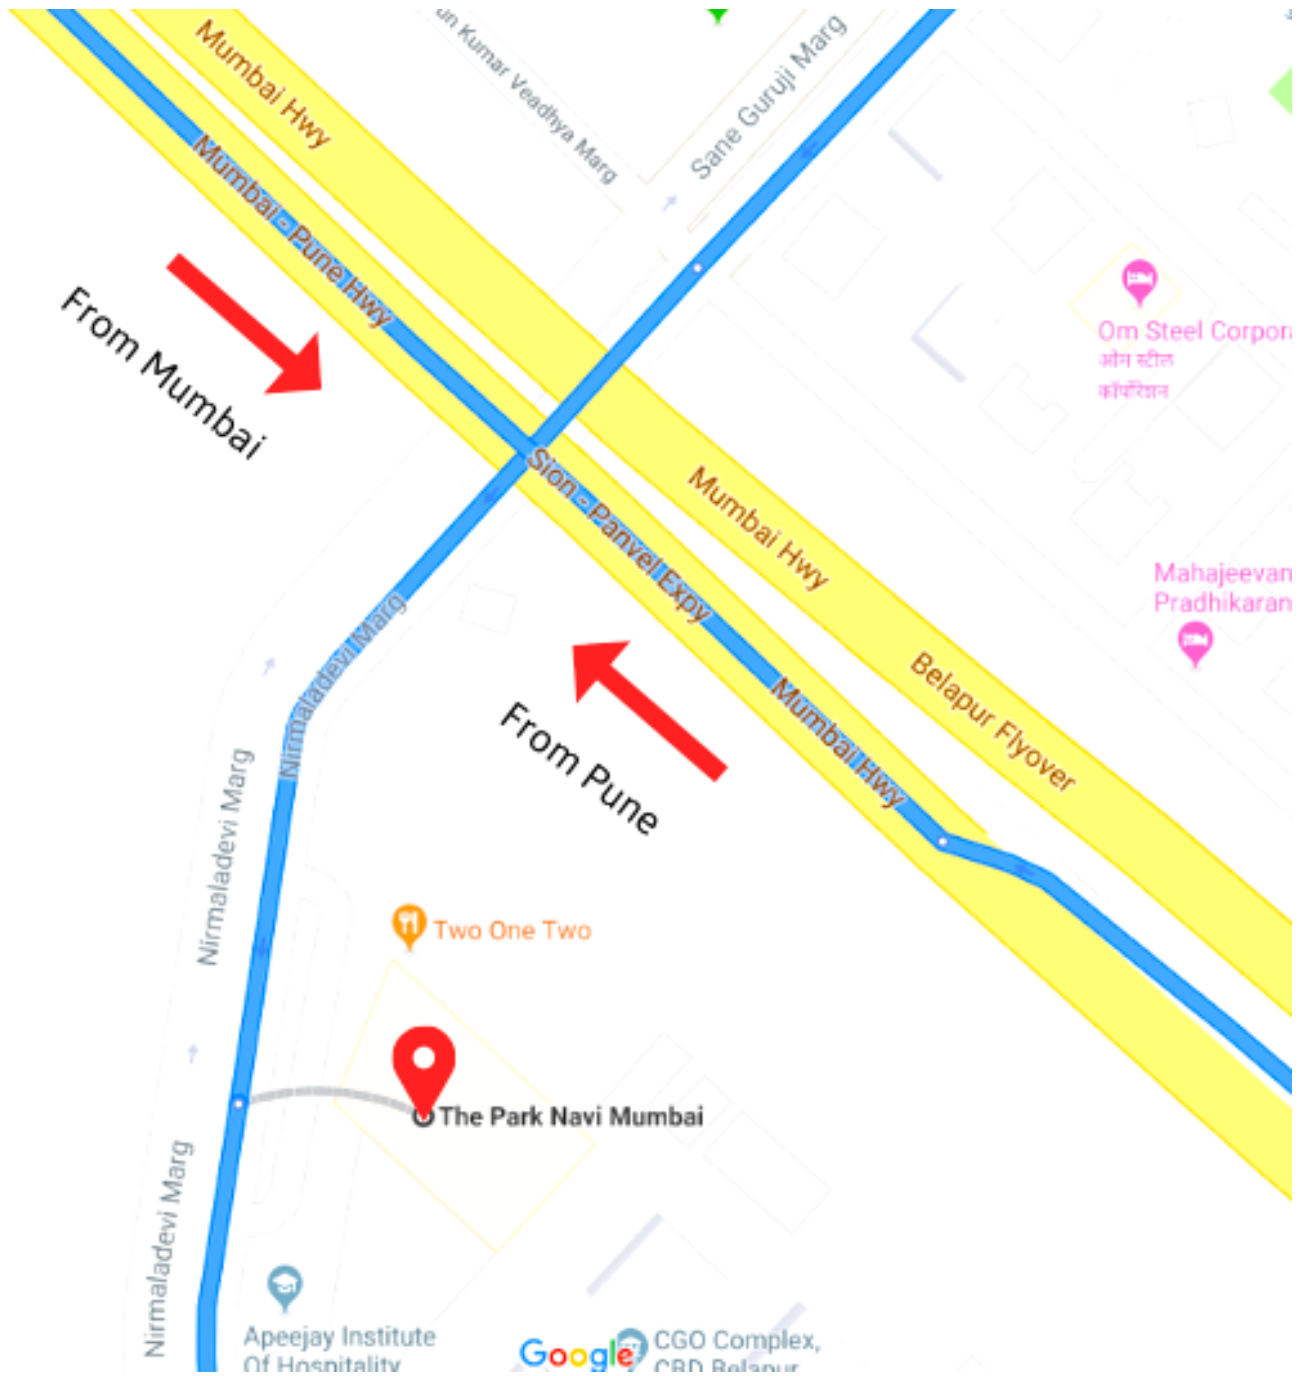 un Kumar Veadhya Marg
Sane Guruji Marg
Mumbai Hwy
Mumbai - Pune Hwy
From Mumbai
Om Steel Corpora
ओम स्टील
कॉर्पोरेशन
Sion - Panvel Expy
Mumbai Hwy
Mahajeevan
Pradhikaran
Nirmaladevi Marg
Belapur Flyover
Mumbai Hwy
From Pune
Nirmaladevi Marg
Two One Two
The Park Navi Mumbai
Nirmaladevi Marg
Apeejay Institute
Of Hospitality
Google
CGO Complex,
CBD Belapur